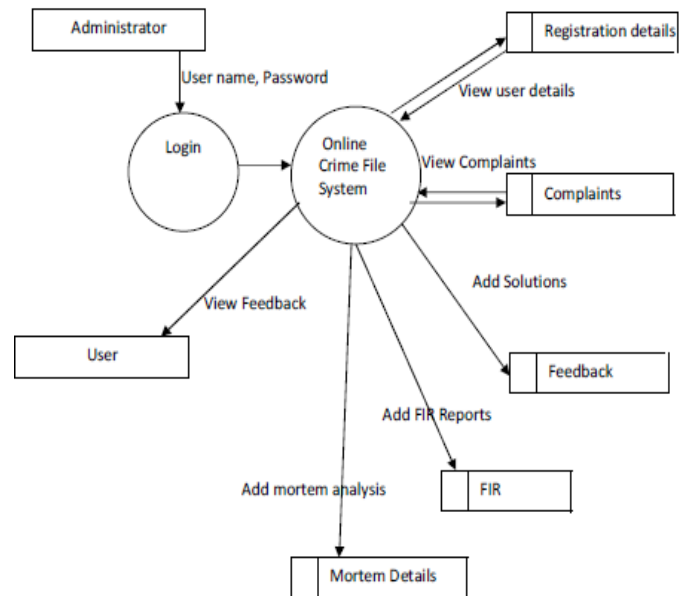 Administrator
Registration details
User name, Password
View user details
Login
Online
Crime File
System
View Complaints
Complaints
Add Solutions
View Feedback
User
Feedback
Add FIR Reports
Add mortem analysis
FIR
Mortem Details